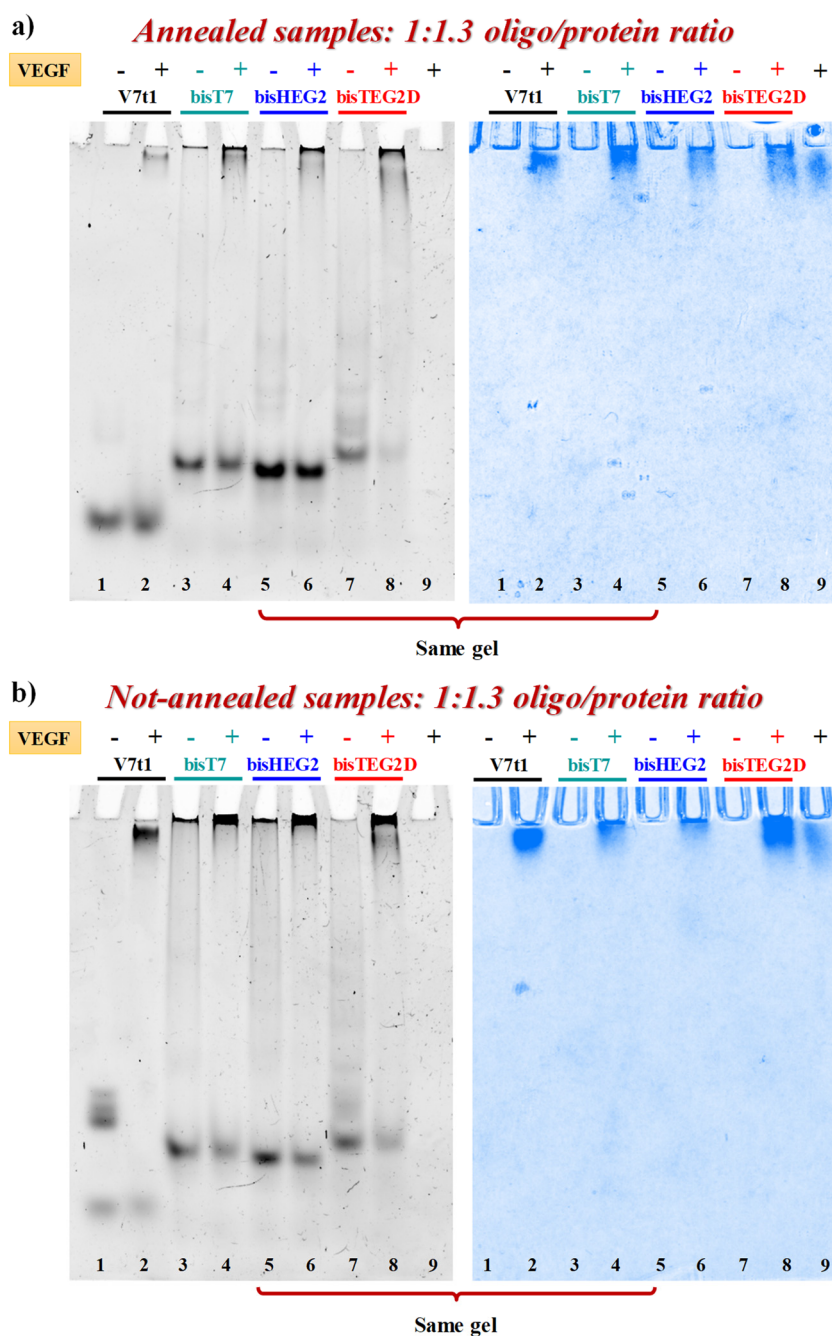 a)
Annealed samples: 1:1.3 oligo/protein ratio
VEGF - + - + - + - + + - + - + - + - + +
V7t1 bisT7 bisHEG2 bisTEG2D V7t1 bisT7 bisHEG2 bisTEG2D
1 2 3 4 5 6 7 8 9 1 2 3 4 5 6 7 8 9
Same gel
b)
Not-annealed samples: 1:1.3 oligo/protein ratio
VEGF - + - + - + - + + - + - + - + - + +
V7t1 bisT7 bisHEG2 bisTEG2D V7t1 bisT7 bisHEG2 bisTEG2D
1 2 3 4 5 6 7 8 9 1 2 3 4 5 6 7 8 9
Same gel